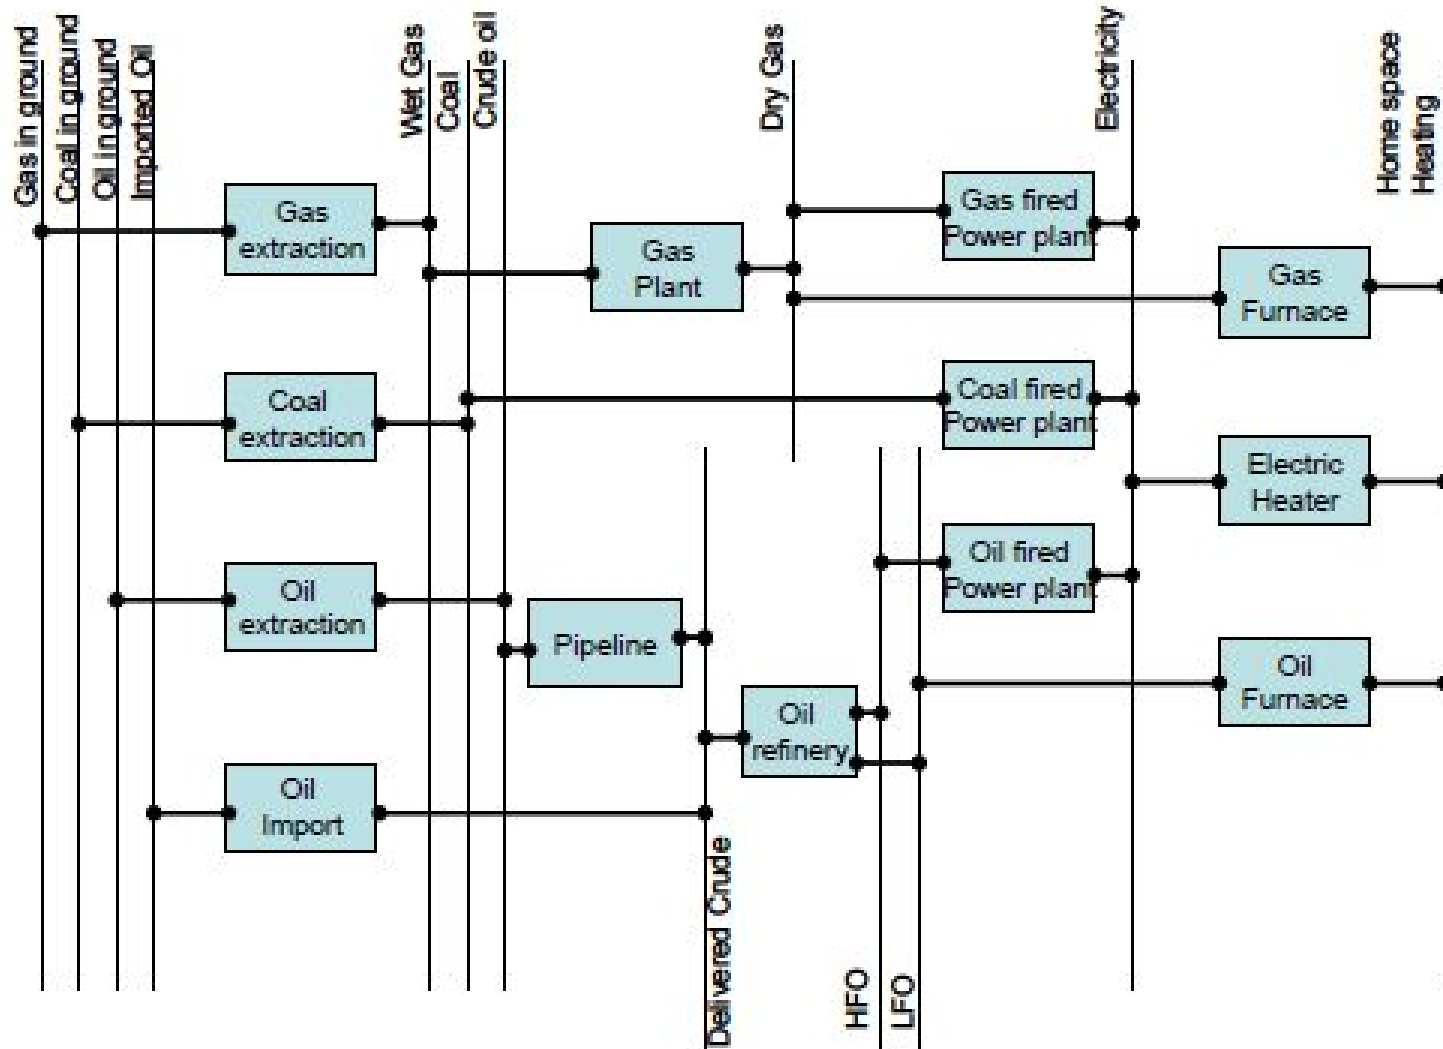 Gas in ground
Coal in ground
Oil in ground
Imported Oil
Wet Gas
Coal
Crude oil
Dry Gas
Electricity
Home space
Heating
Gas
extraction
Gas
Plant
Gas fired
Power plant
Gas
Furnace
Coal
extraction
Coal fired
Power plant
Electric
Heater
Oil
extraction
Pipeline
Oil fired
Power plant
Oil
refinery
Oil
Furnace
Oil
Import
Delivered Crude
HFO
LFO